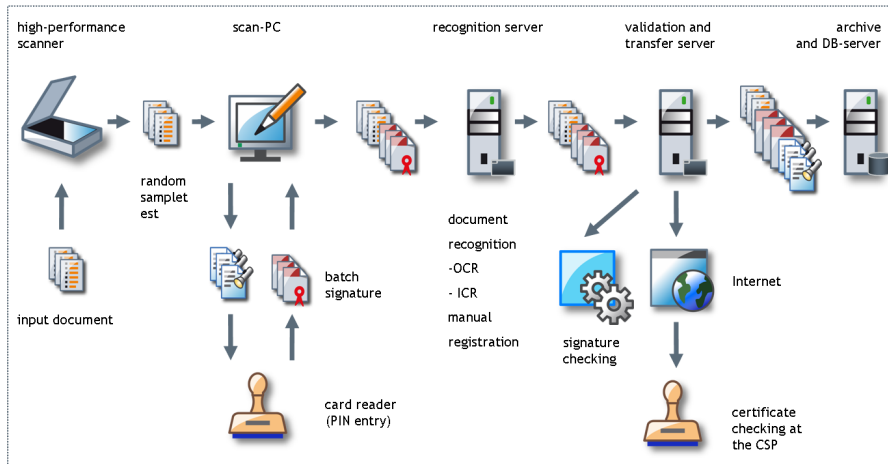 high-performance
scanner
scan-PC
recognition server
validation and
transfer server
archive
and DB-server
random
samplet
est
input document
batch
signature
card reader
(PIN entry)
document
recognition
-OCR
- ICR
manual
registration
signature
checking
Internet
certificate
checking at
the CSP